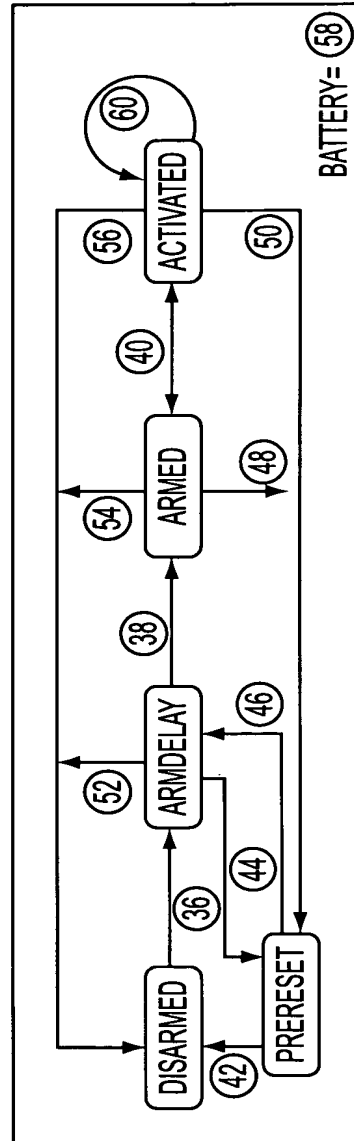 60
56
ACTIVATED
50
BATTERY= 58
40
54
ARMED
48
38
52
ARMDELAY
46
44
36
DISARMED
42
PRERESET